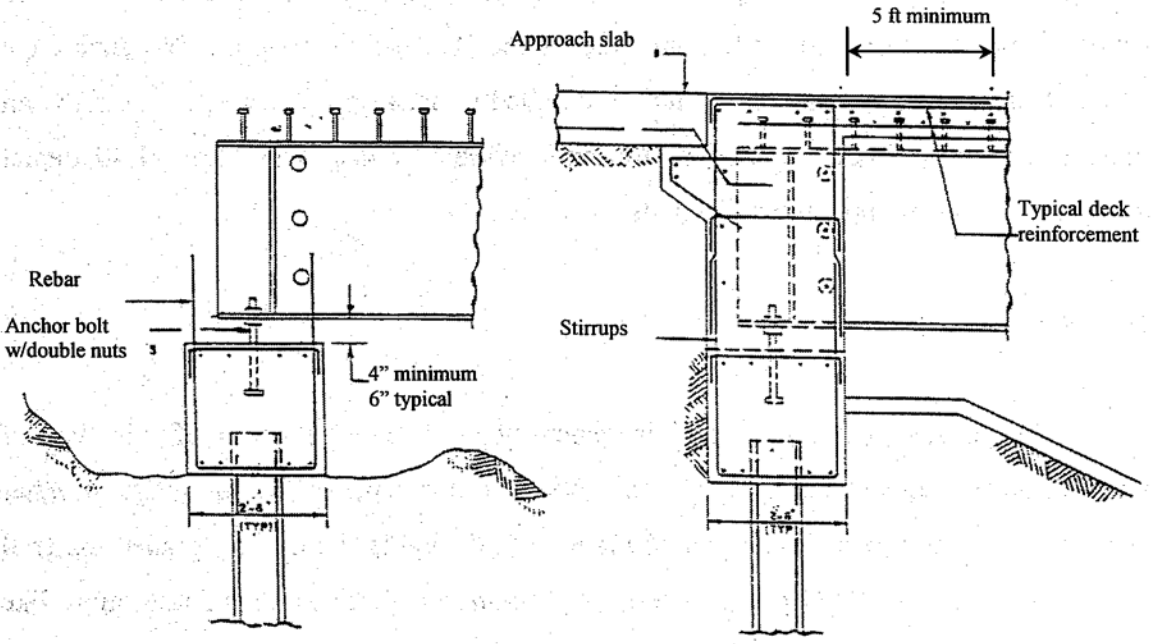 5 ft minimum
Approach slab
Typical deck
reinforcement
Rebar
Anchor bolt
w/double nuts
Stirrups
4” minimum
6” typical
2'-6"
(TYP)
2'-6"
(TYP)